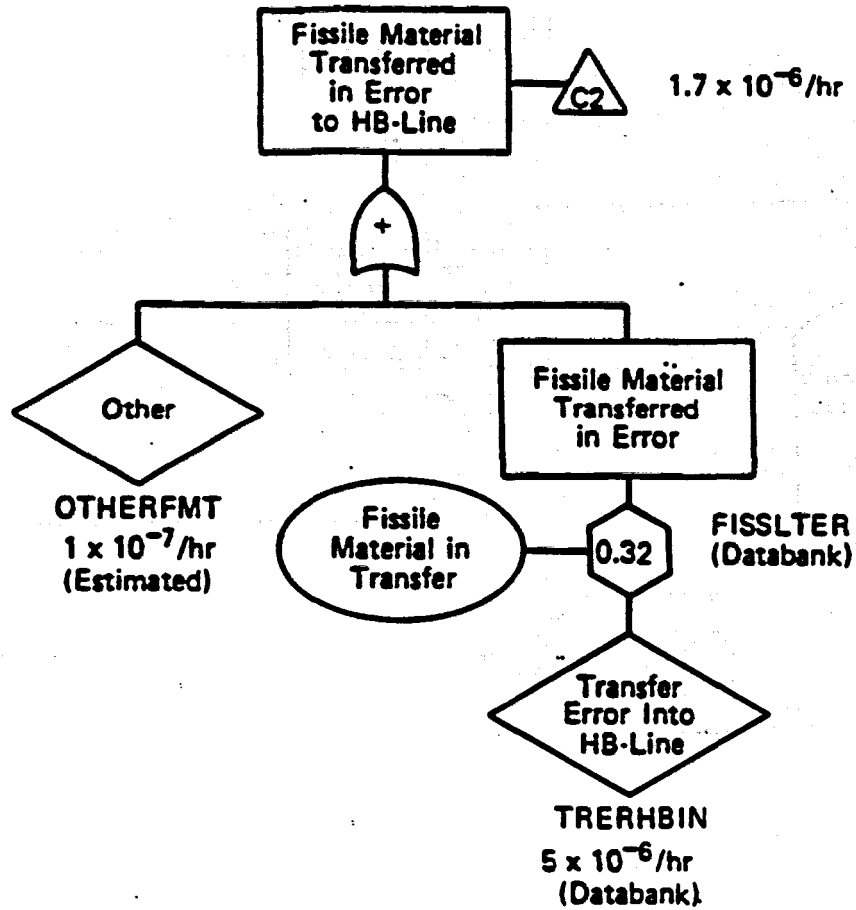 Fissile Material
Transferred
in Error
to HB-Line
C2
1.7 x 10⁻⁶/hr
+
Other
OTHERFMT
1 x 10⁻⁷/hr
(Estimated)
Fissile Material
Transferred
in Error
Fissile
Material in
Transfer
0.32
FISSLTER
(Databank)
Transfer
Error Into
HB-Line
TRERHBIN
5 x 10⁻⁶/hr
(Databank)